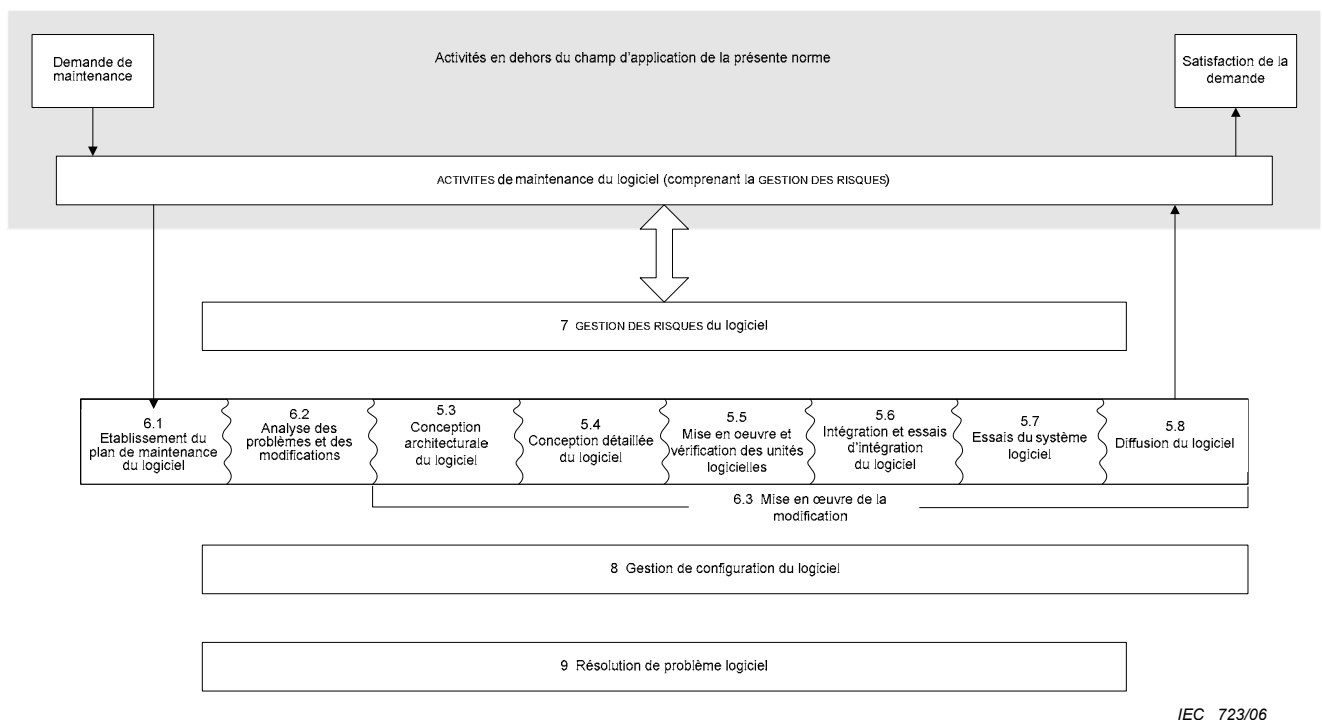 Demande de
maintenance
Activités en dehors du champ d'application de la présente norme
Satisfaction de la
demande
ACTIVITES de maintenance du logiciel (comprenant la GESTION DES RISQUES)
7 GESTION DES RISQUES du logiciel
6.1
Etablissement du
plan de maintenance
du logiciel
6.2
Analyse des
problèmes et des
modifications
5.3
Conception
architecturale
du logiciel
5.4
Conception détaillée
du logiciel
5.5
Mise en oeuvre et
vérification des unités
logicielles
5.6
Intégration et essais
d'intégration
du logiciel
5.7
Essais du système
logiciel
5.8
Diffusion du logiciel
6.3 Mise en œuvre de la
modification
8 Gestion de configuration du logiciel
9 Résolution de problème logiciel
IEC 723/06